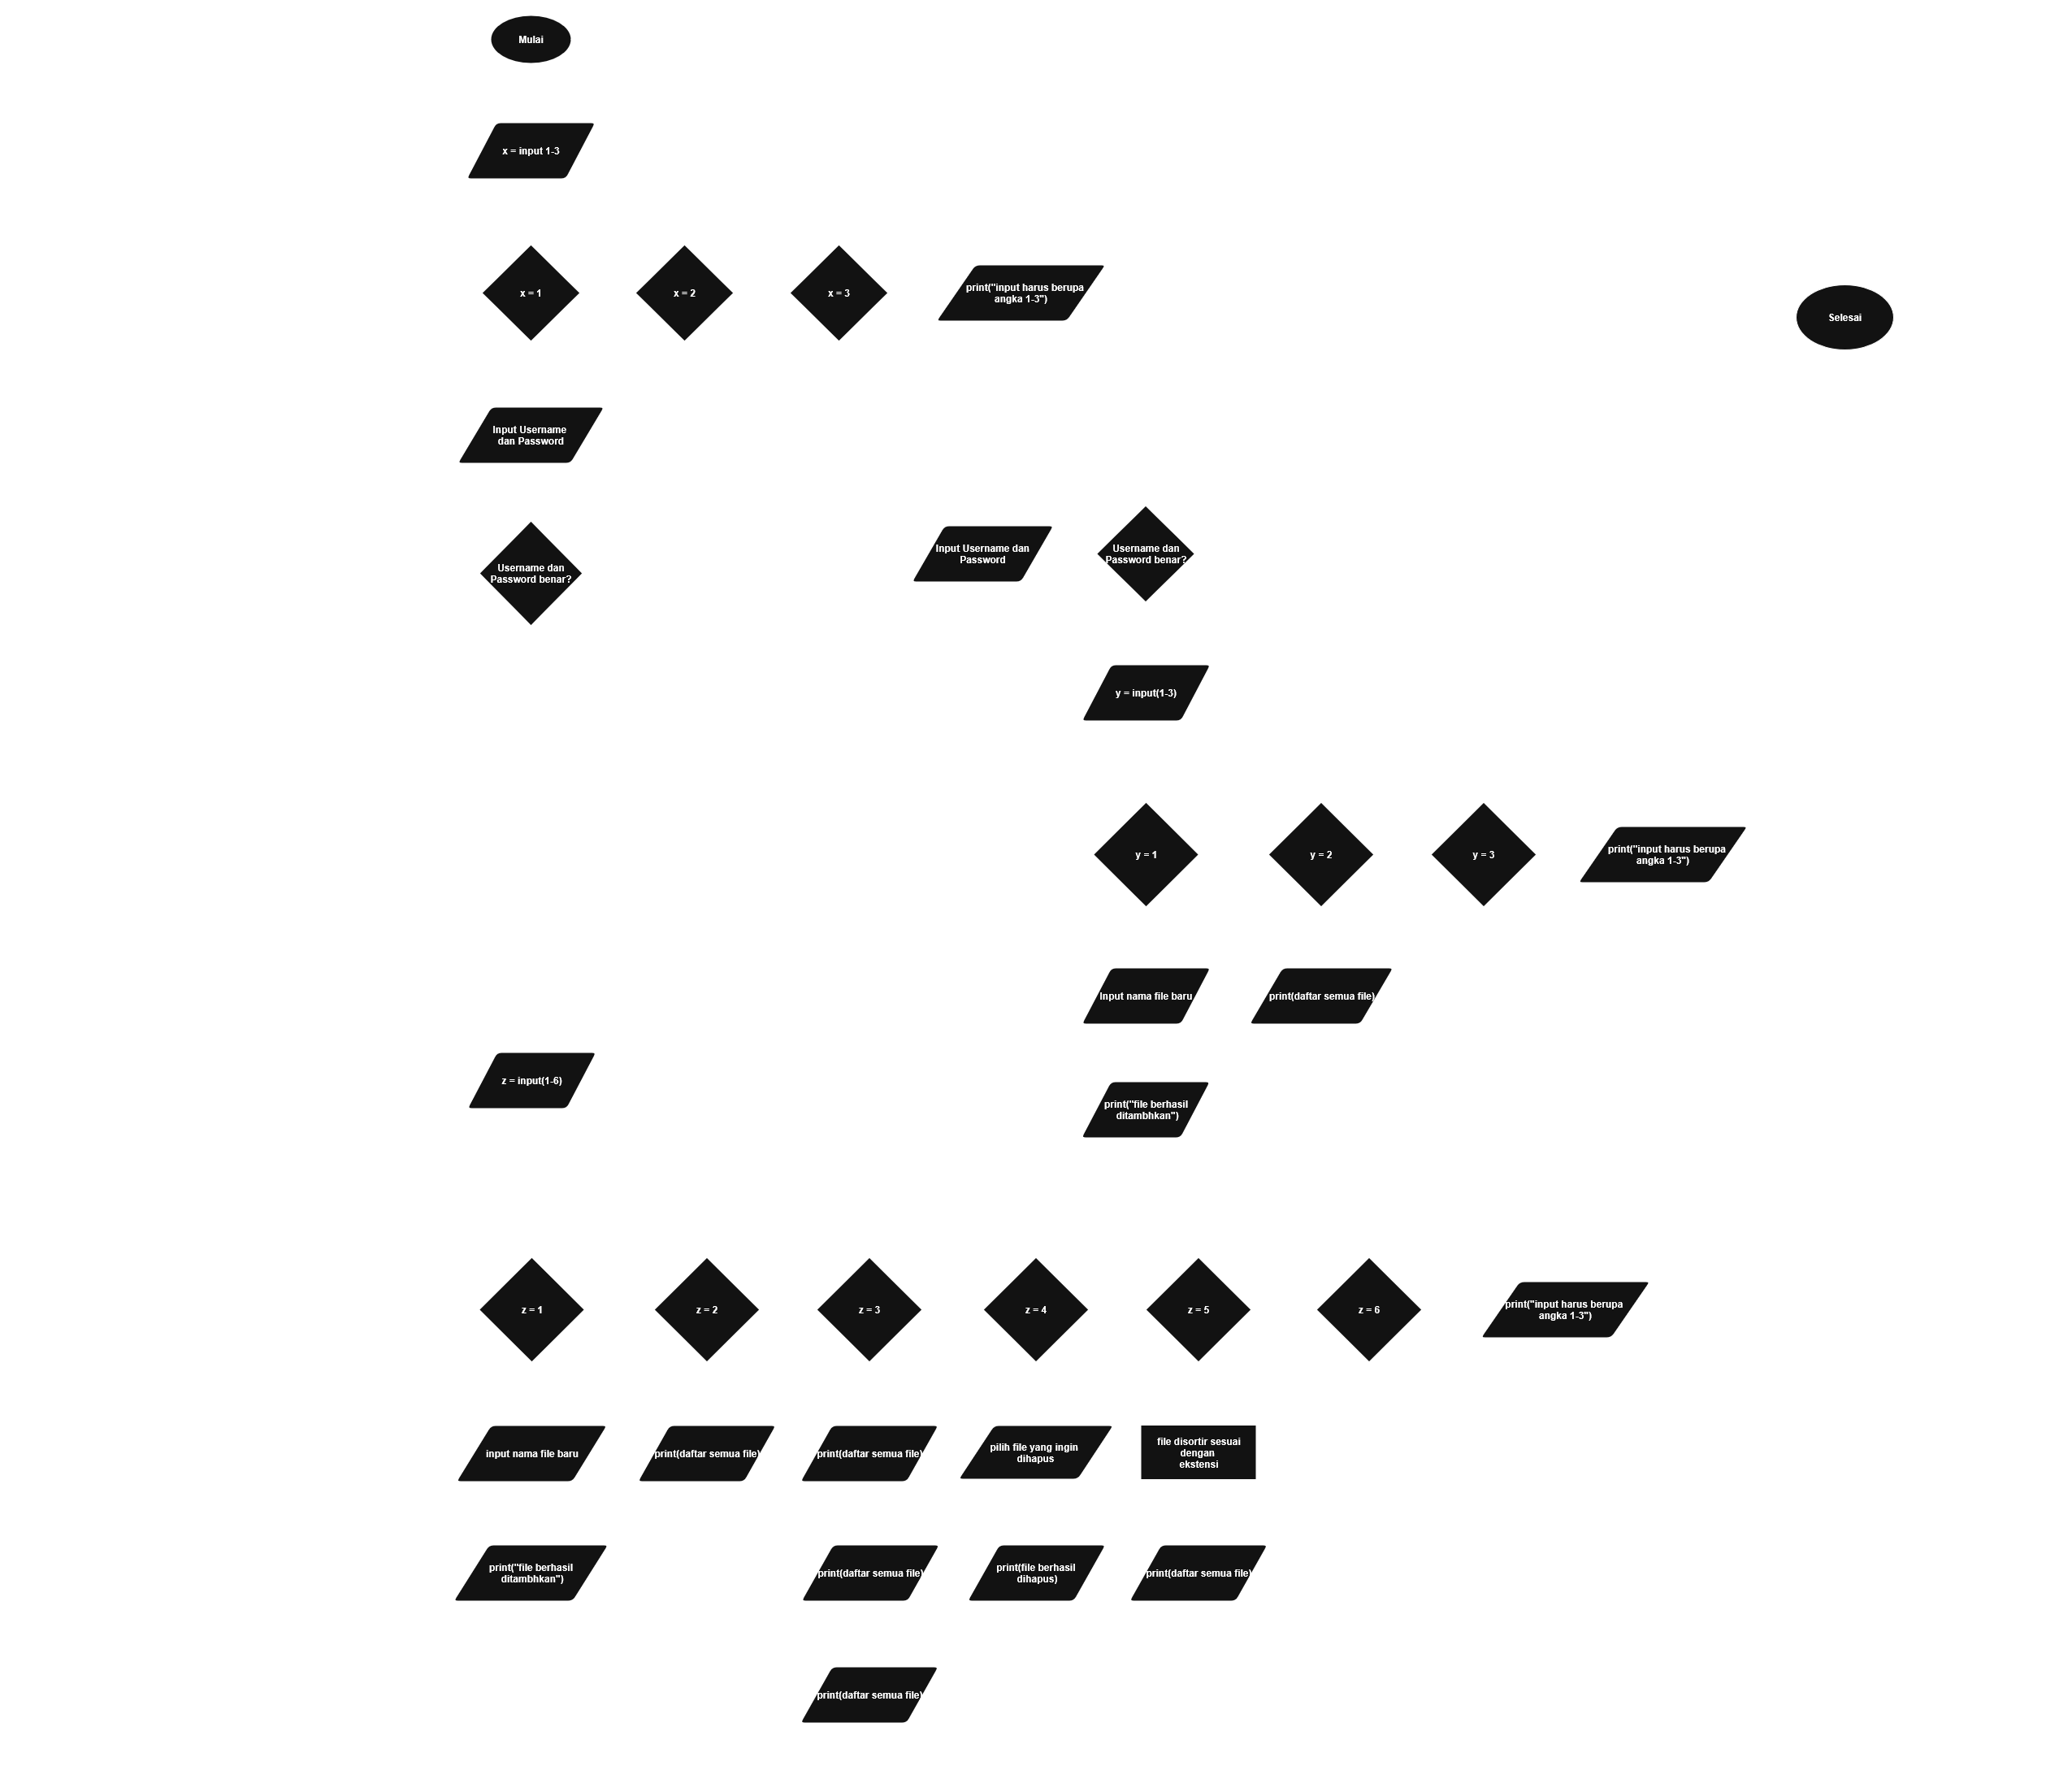 Mulai
x = input 1-3
x = 1
x = 2
x = 3
print("input harus berupa
angka 1-3")
Selesai
Input Username
dan Password
Username dan
Password benar?
Input Username dan
Password
Username dan
Password benar?
y = input(1-3)
y = 1
y = 2
y = 3
print("input harus berupa
angka 1-3")
Input nama file baru
print(daftar semua file)
z = input(1-6)
print("file berhasil
ditambhkan")
z = 1
z = 2
z = 3
z = 4
z = 5
z = 6
print("input harus berupa
angka 1-3")
input nama file baru
print(daftar semua file)
print(daftar semua file)
pilih file yang ingin
dihapus
file disortir sesuai
dengan
ekstensi
print("file berhasil
ditambhkan")
print(daftar semua file)
print(file berhasil
dihapus)
print(daftar semua file)
print(daftar semua file)